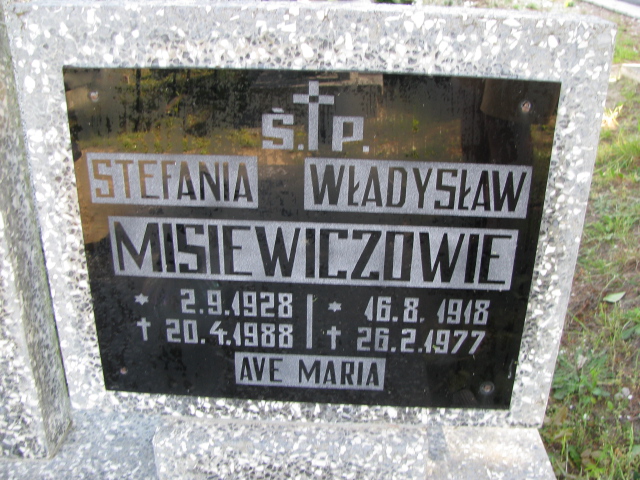 Ś.†P.
STEFANIA WŁADYSŁAW
MISIEWICZOWIE
* 2.9.1928 * 16.8.1918
† 20.4.1988 † 26.2.1977
AVE MARIA